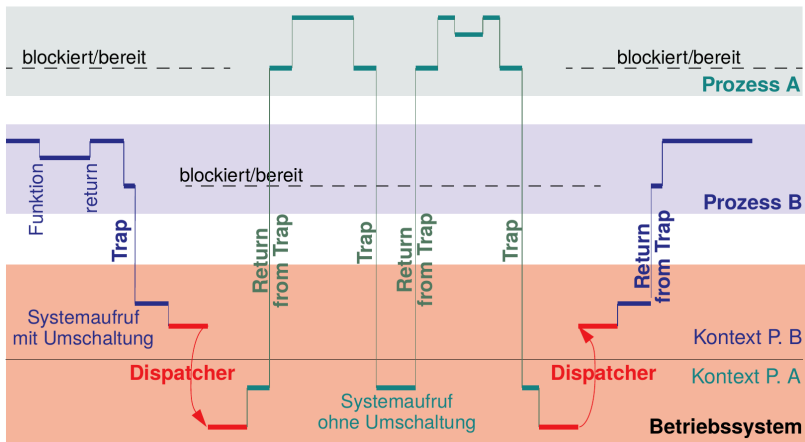 blockiert/bereit
blockiert/bereit
Prozess A
blockiert/bereit
Funktion
return
Prozess B
Trap
Return
from Trap
Trap
Return
from Trap
Trap
Return
from Trap
Systemaufruf
mit Umschaltung
Kontext P. B
Dispatcher
Dispatcher
Kontext P. A
Systemaufruf
ohne Umschaltung
Betriebssystem